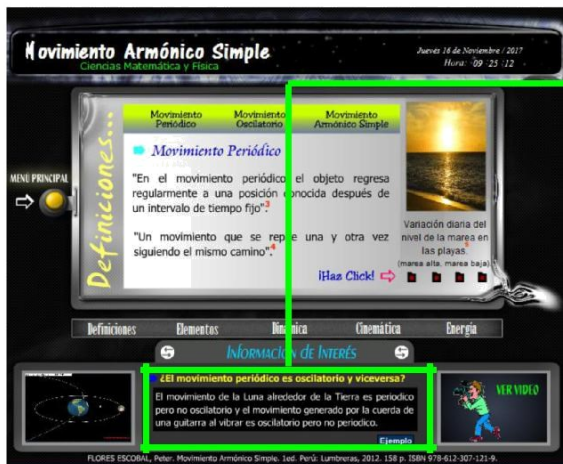 Movimiento Armónico Simple
Ciencias Matemática y Física
Jueves 16 de Noviembre / 2017
Hora: 09 :25 :12
MENÚ PRINCIPAL
Definiciones...
Movimiento Periódico
Movimiento Oscilatorio
Movimiento Armónico Simple
Movimiento Periódico
"En el movimiento periódico el objeto regresa
regularmente a una posición conocida después de
un intervalo de tiempo fijo".3
"Un movimiento que se repite una y otra vez
siguiendo el mismo camino".4
¡Haz Click!
Variación diaria del
nivel de la marea en
las playas.
(marea alta, marea baja)
Definiciones Elementos Dinámica Cinemática Energía
INFORMACIÓN DE INTERÉS
¿El movimiento periódico es oscilatorio y viceversa?
El movimiento de la Luna alrededor de la Tierra es periodico
pero no oscilatorio y el movimiento generado por la cuerda de
una guitarra al vibrar es oscilatorio pero no periodico.
Ejemplo
VER VIDEO
FLORES ESCOBAL, Peter. Movimiento Armónico Simple. 1ed. Perú: Lumbreras, 2012. 158 p. ISBN 978-612-307-121-9.